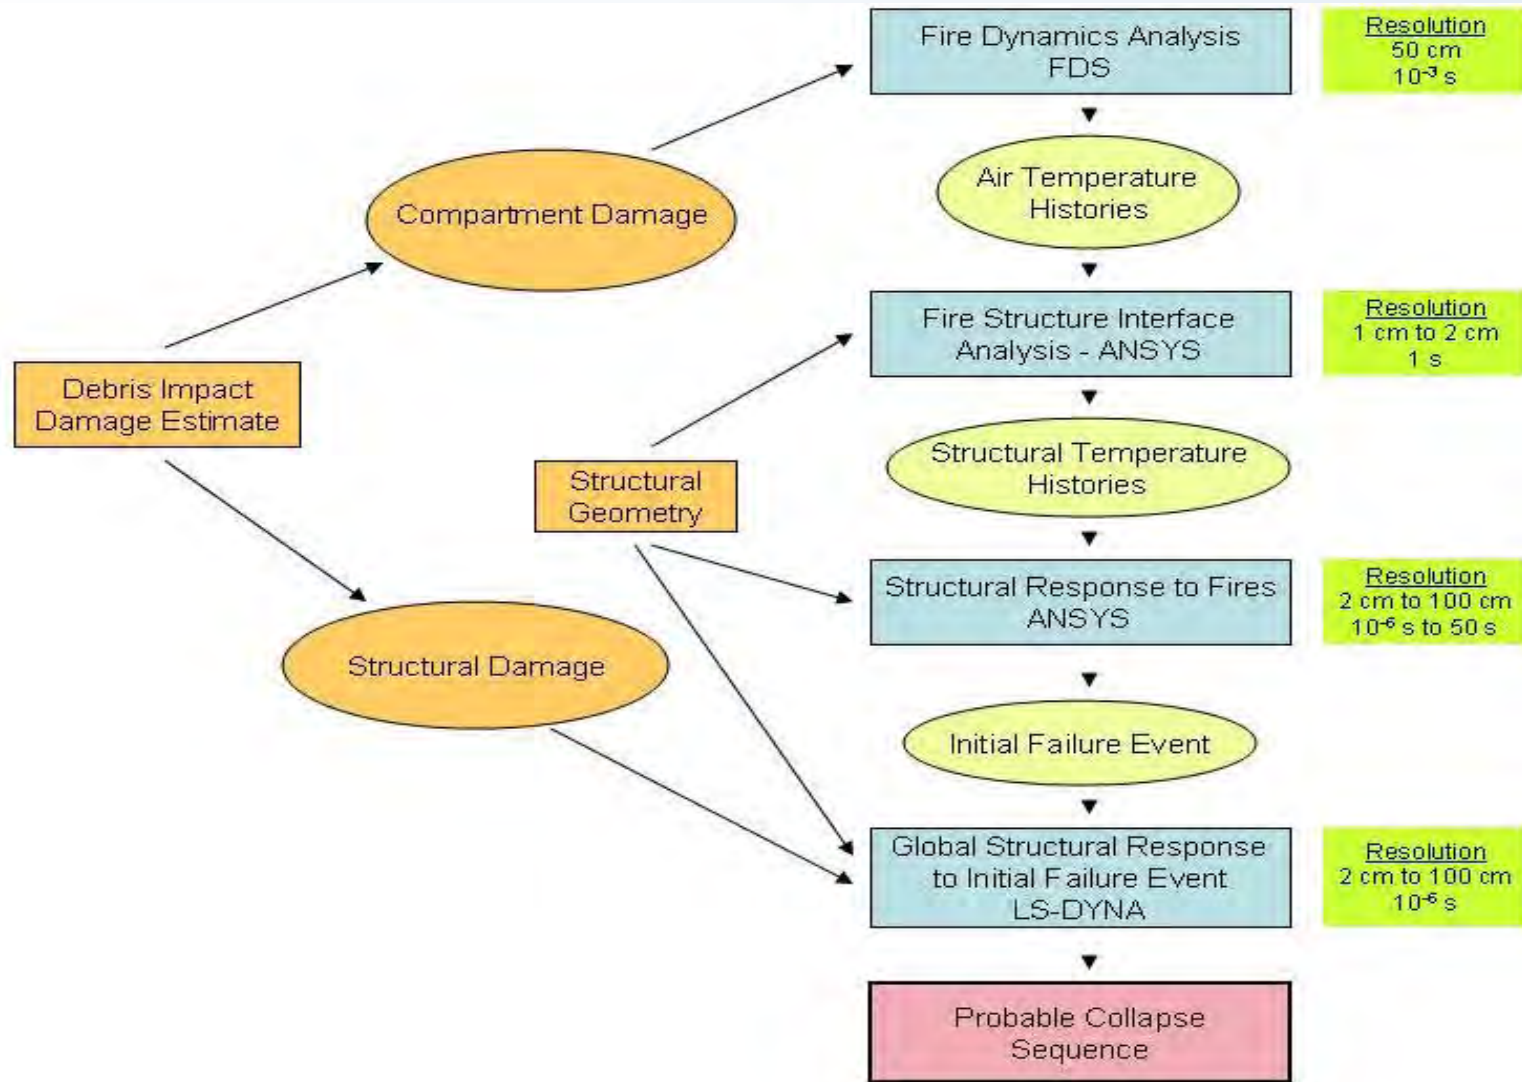 Fire Dynamics Analysis
FDS
Resolution
50 cm
10⁻³ s
Compartment Damage
Air Temperature
Histories
Fire Structure Interface
Analysis - ANSYS
Resolution
1 cm to 2 cm
1 s
Debris Impact
Damage Estimate
Structural
Geometry
Structural Temperature
Histories
Structural Response to Fires
ANSYS
Resolution
2 cm to 100 cm
10⁻⁶ s to 50 s
Structural Damage
Initial Failure Event
Global Structural Response
to Initial Failure Event
LS-DYNA
Resolution
2 cm to 100 cm
10⁻⁶ s
Probable Collapse
Sequence